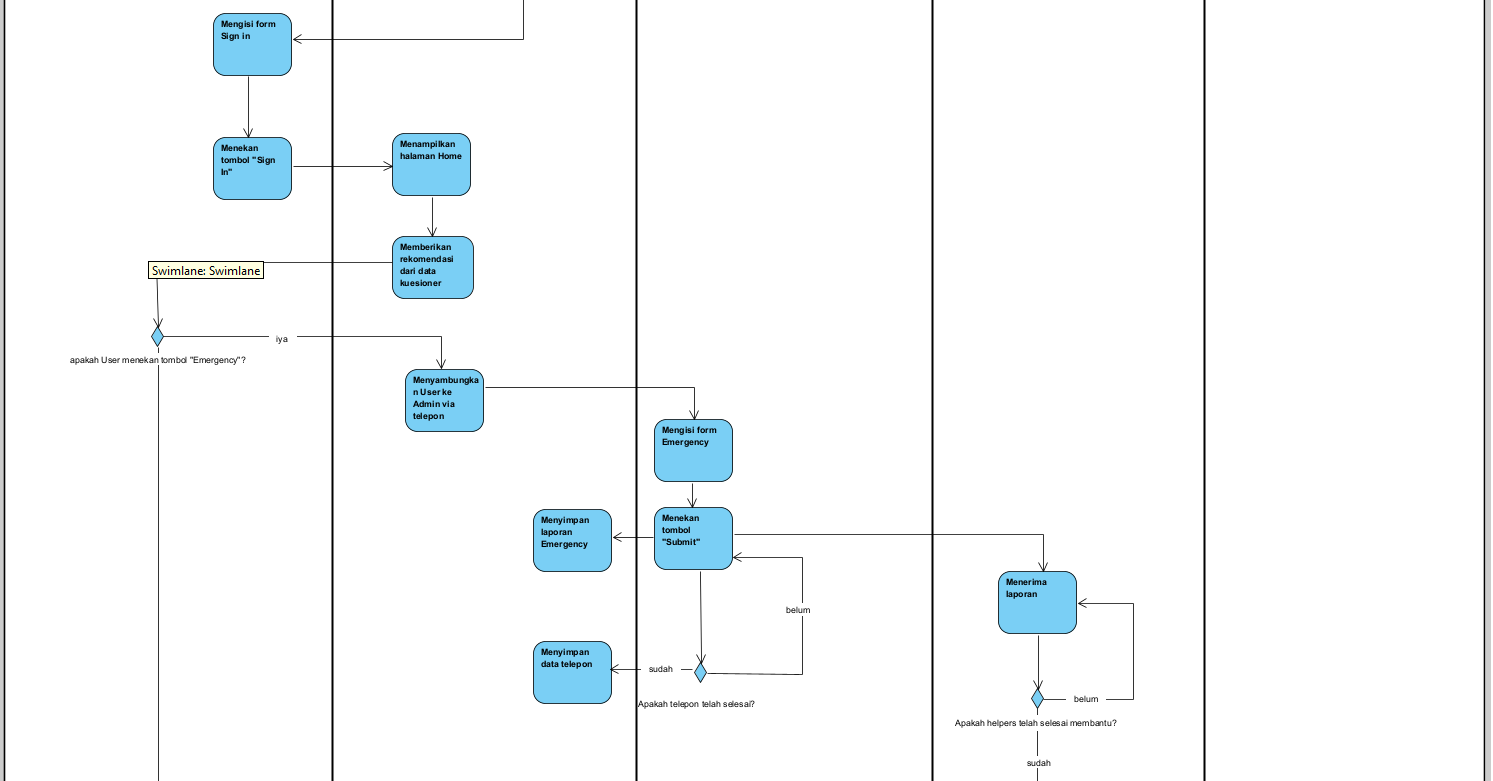 Mengisi form
Sign in
Menekan
tombol "Sign
In"
Menampilkan
halaman Home
Memberikan
rekomendasi
dari data
kuesioner
Swimlane: Swimlane
iya
apakah User menekan tombol "Emergency"?
Menyambungka
n User ke
Admin via
telepon
Mengisi form
Emergency
Menyimpan
laporan
Emergency
Menekan
tombol
"Submit"
Menerima
laporan
belum
Menyimpan
data telepon
sudah
Apakah telepon telah selesai?
belum
Apakah helpers telah selesai membantu?
sudah